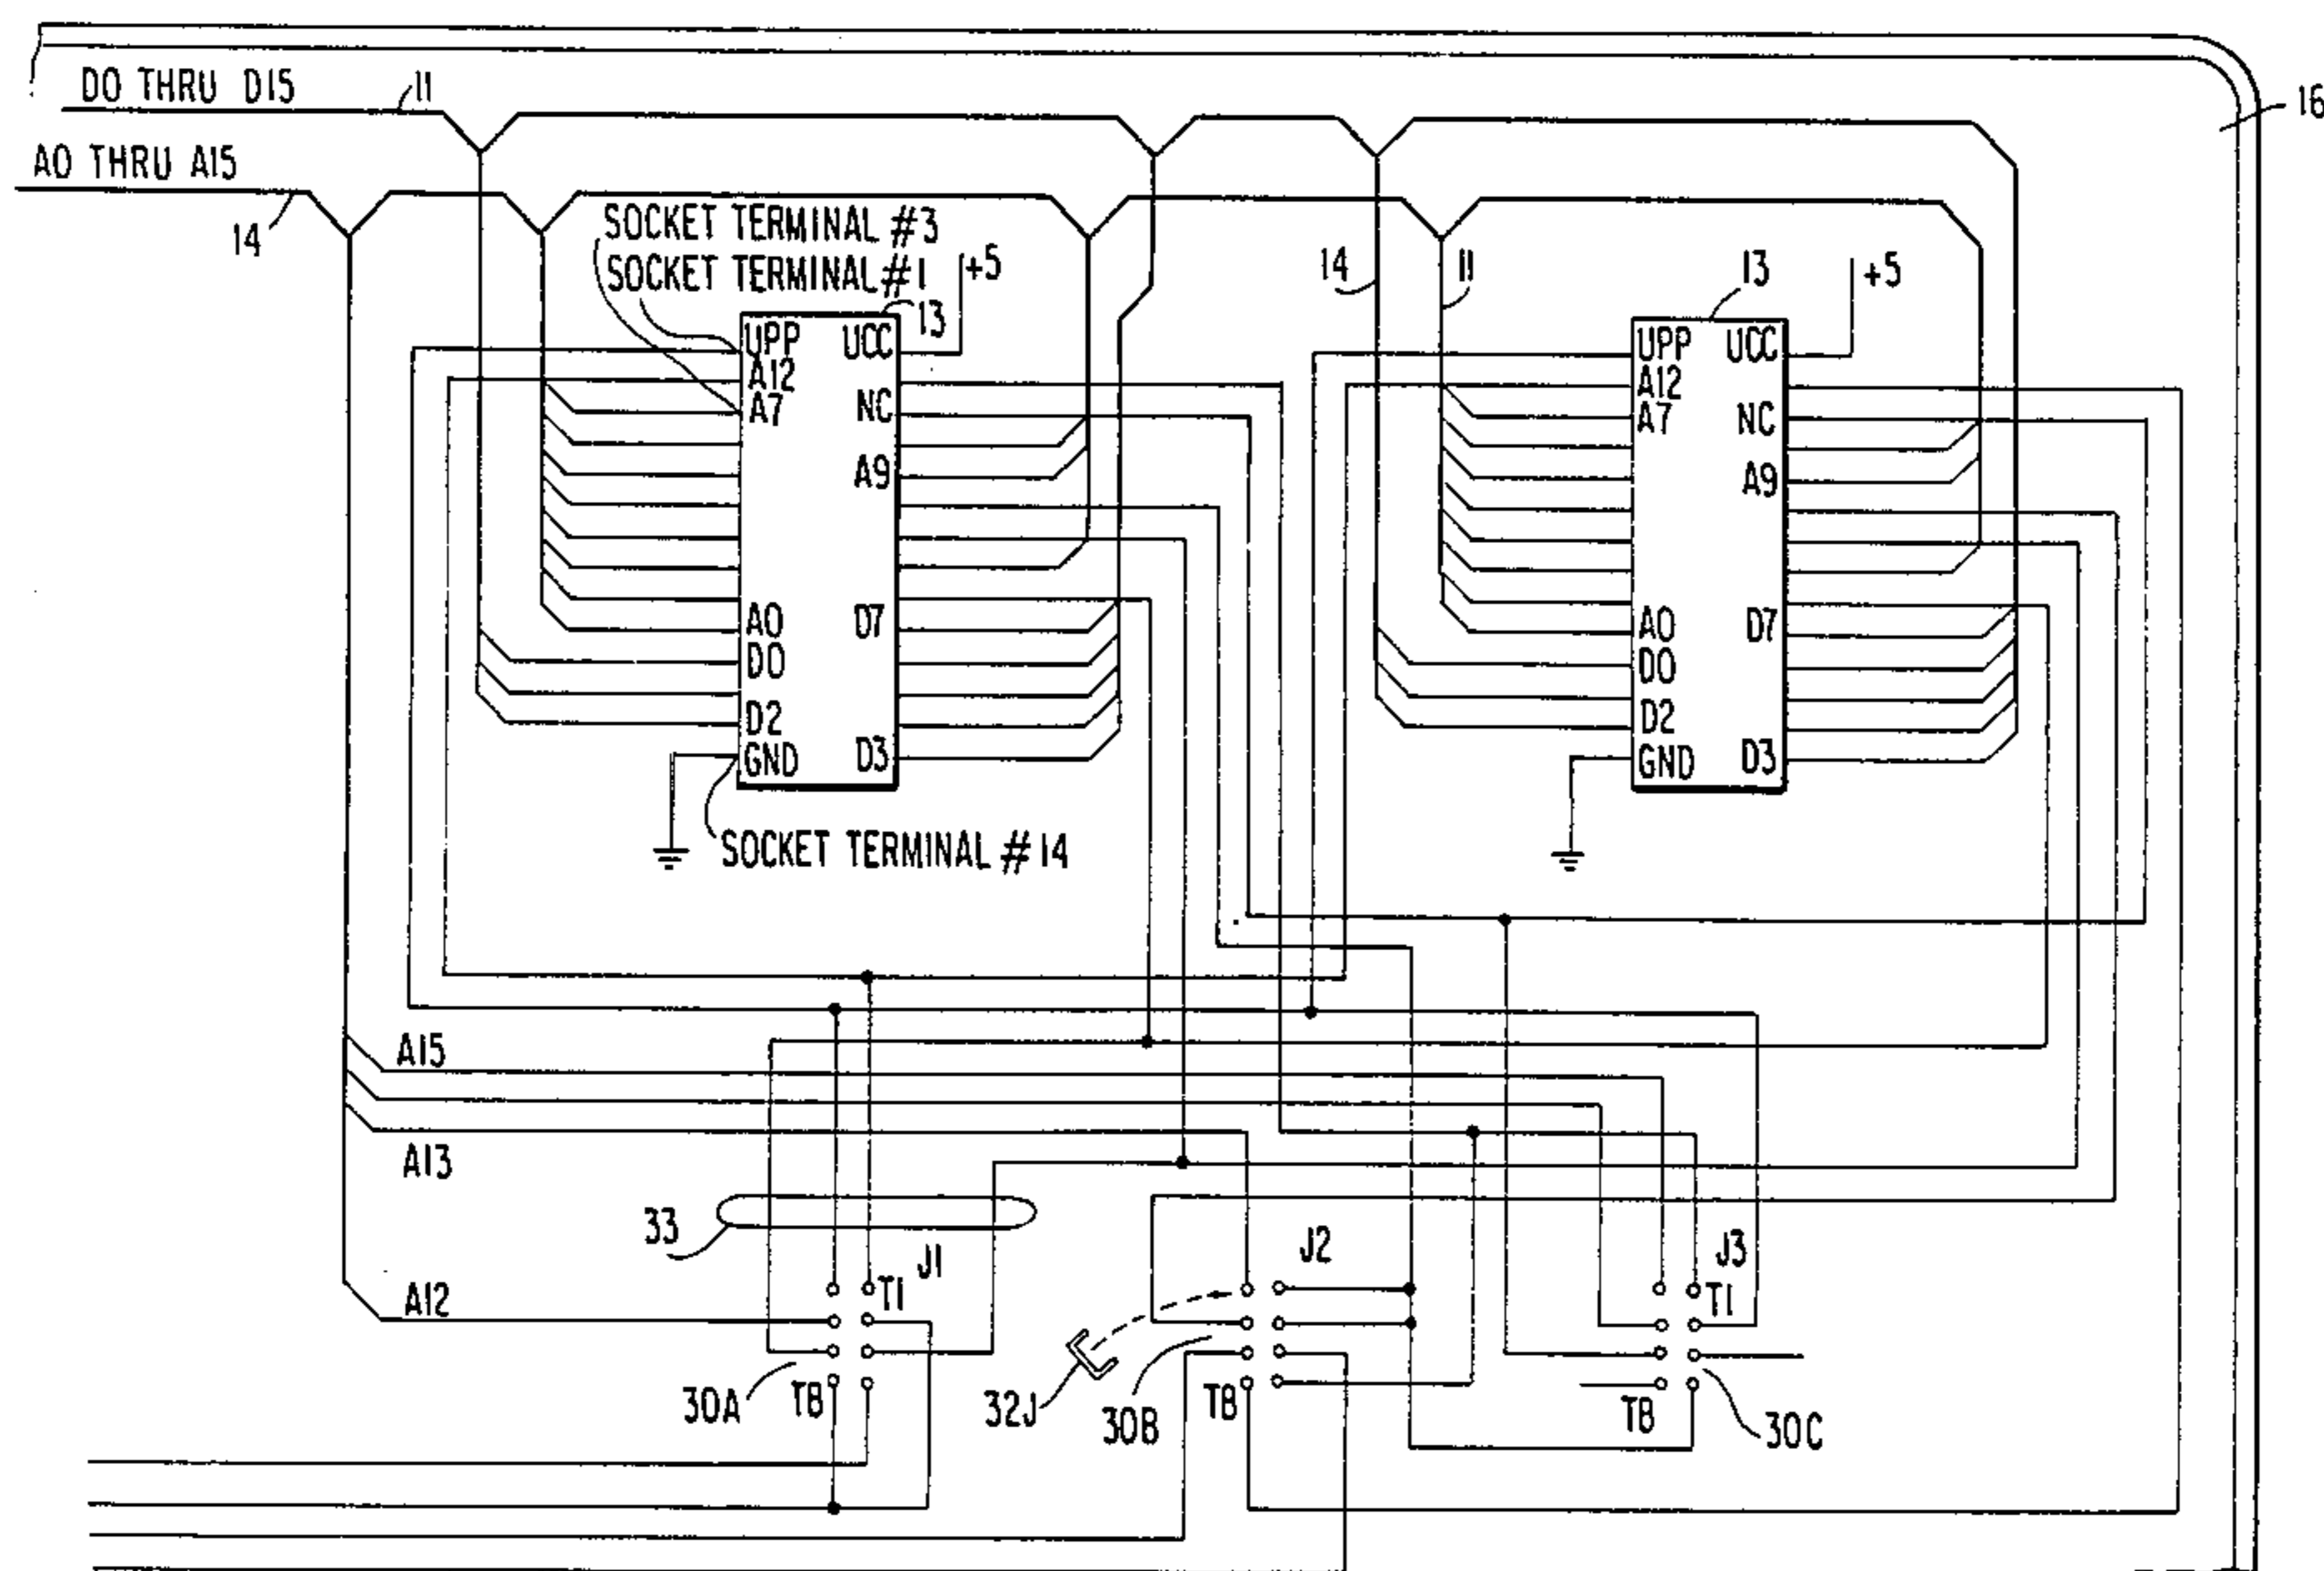 DO THRU D15
11
16
AO THRU A15
14
SOCKET TERMINAL #3
SOCKET TERMINAL #1
+5
13
14
11
13
+5
UPP
UCC
A12
A7
NC
A9
AO
D7
DO
D2
GND
D3
UPP
UCC
A12
A7
NC
A9
AO
D7
DO
D2
GND
D3
SOCKET TERMINAL #14
A15
A13
33
J1
J2
J3
A12
T1
T1
30A
T8
32J
30B
T8
T8
30C